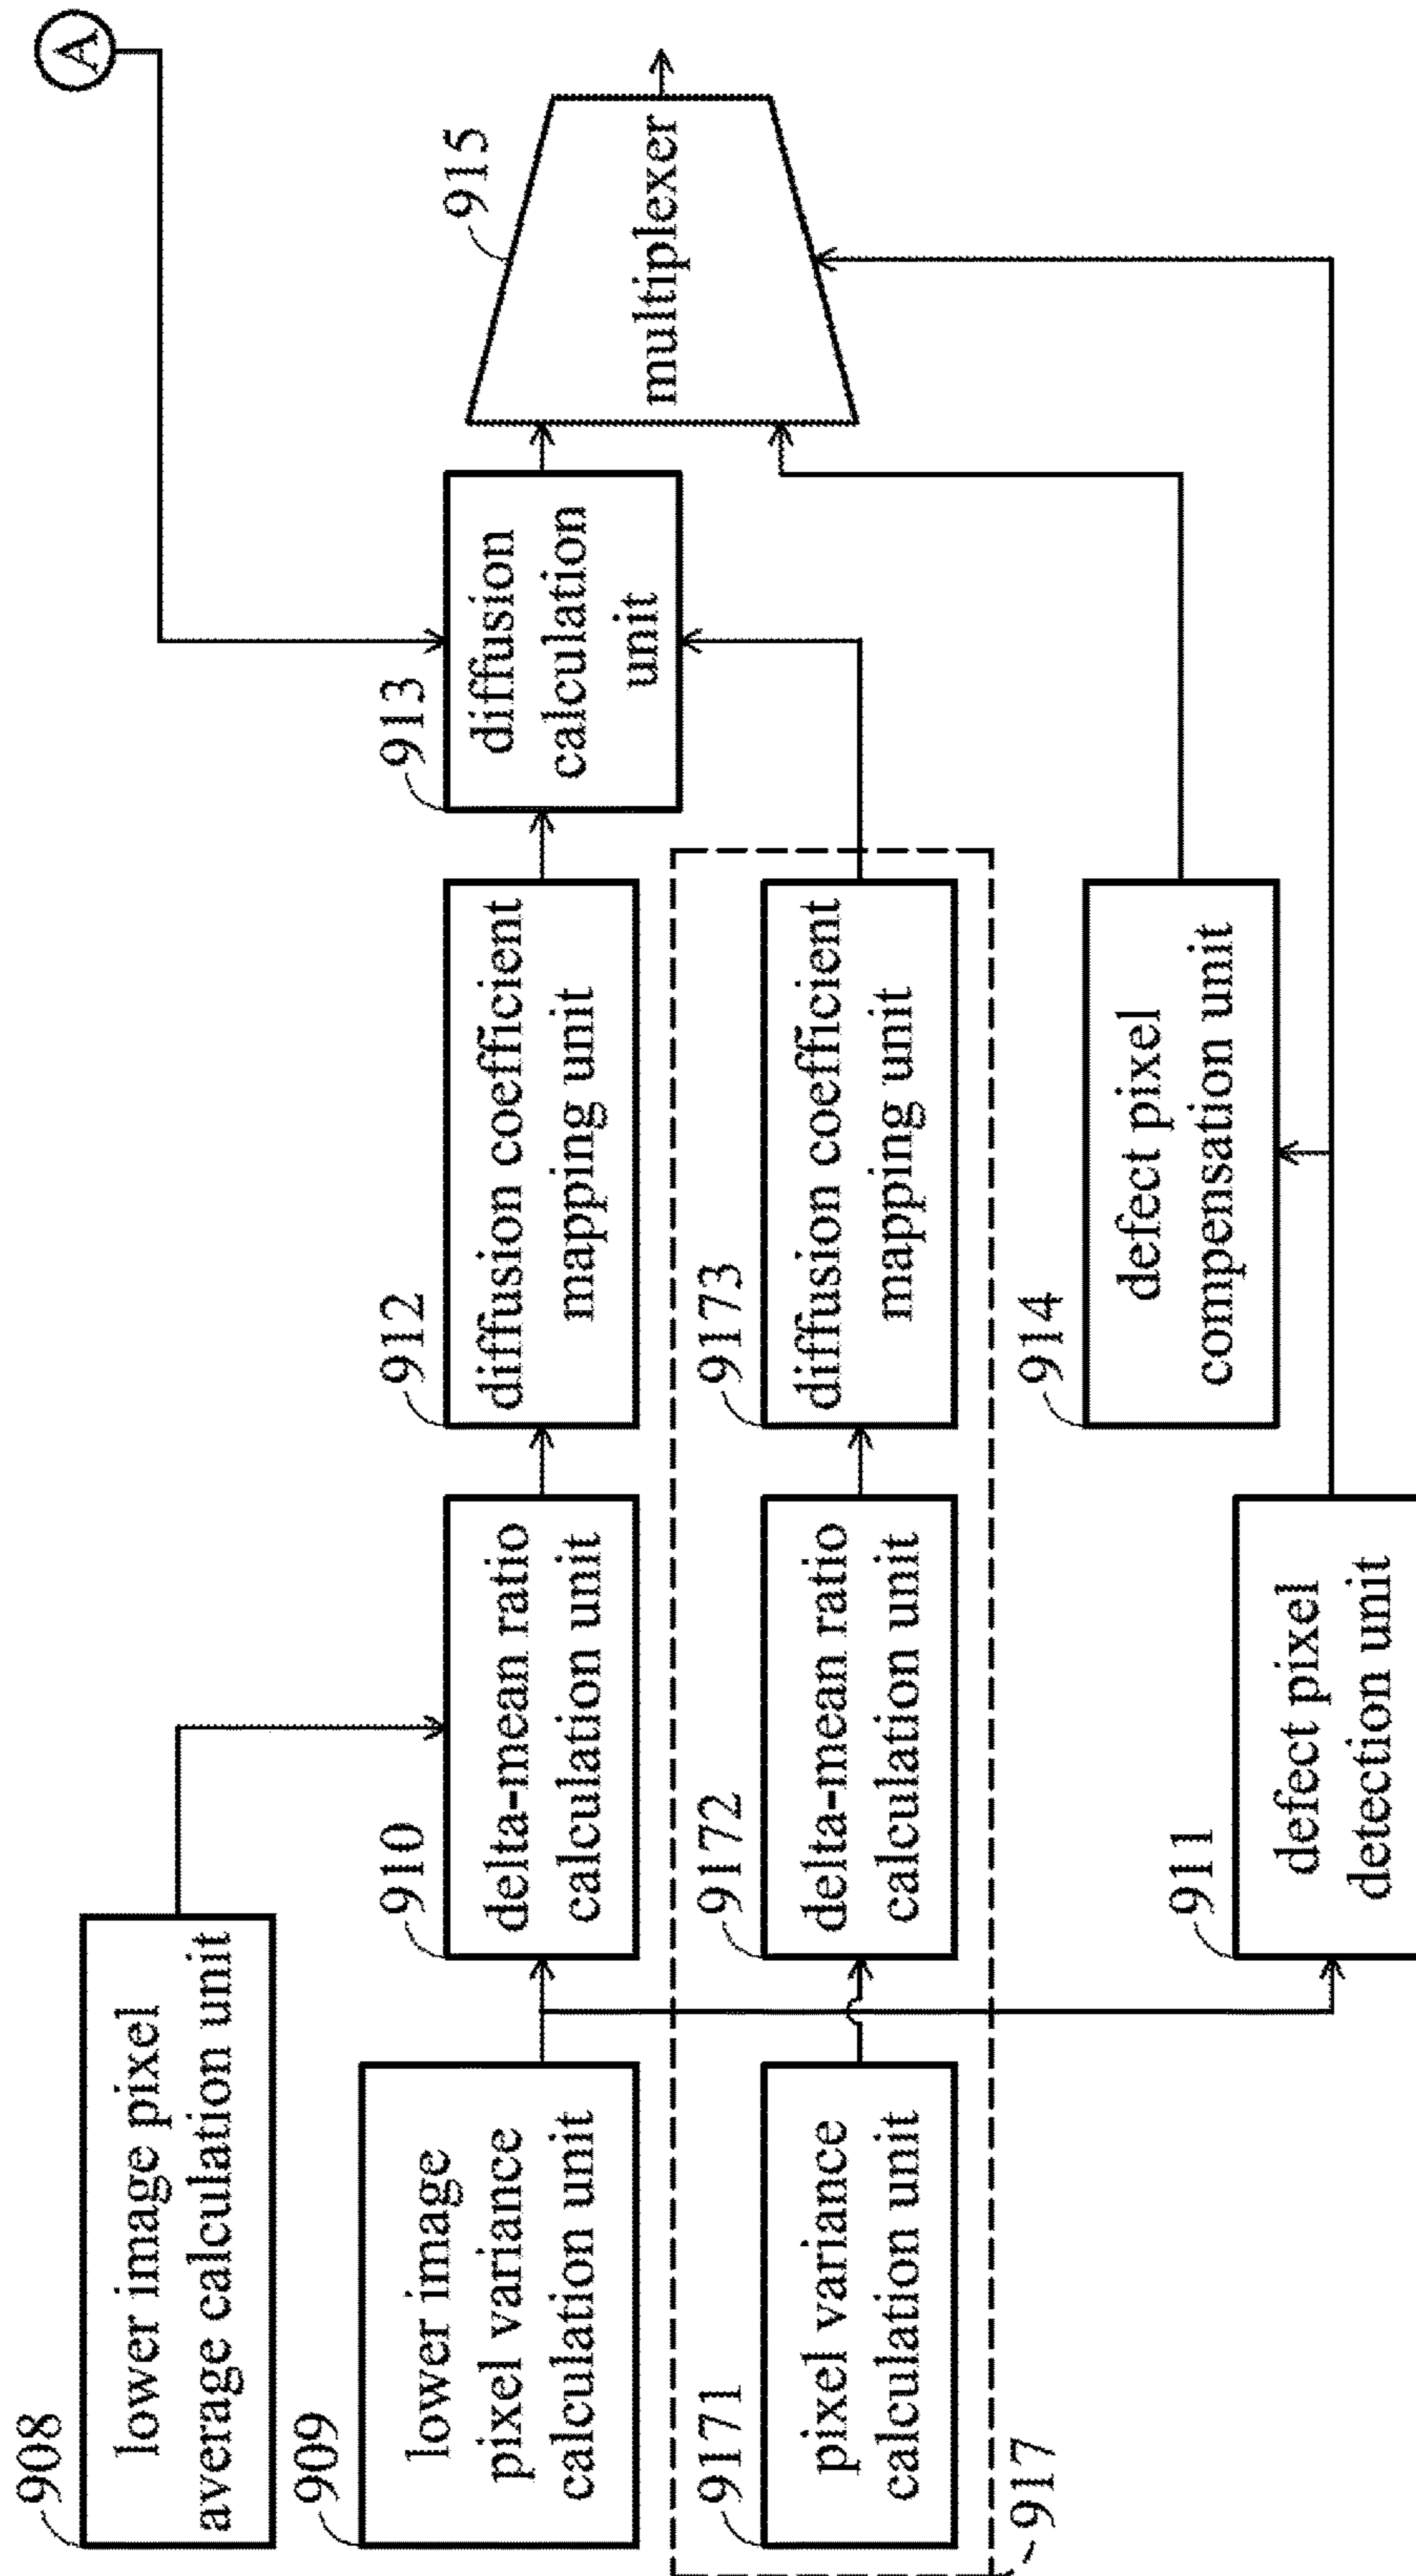 908
lower image pixel
average calculation unit
909
lower image
pixel variance
calculation unit
910
delta-mean ratio
calculation unit
912
diffusion coefficient
mapping unit
913
diffusion
calculation
unit
A
915
multiplexer
9171
pixel variance
calculation unit
9172
delta-mean ratio
calculation unit
9173
diffusion coefficient
mapping unit
917
911
defect pixel
detection unit
914
defect pixel
compensation unit